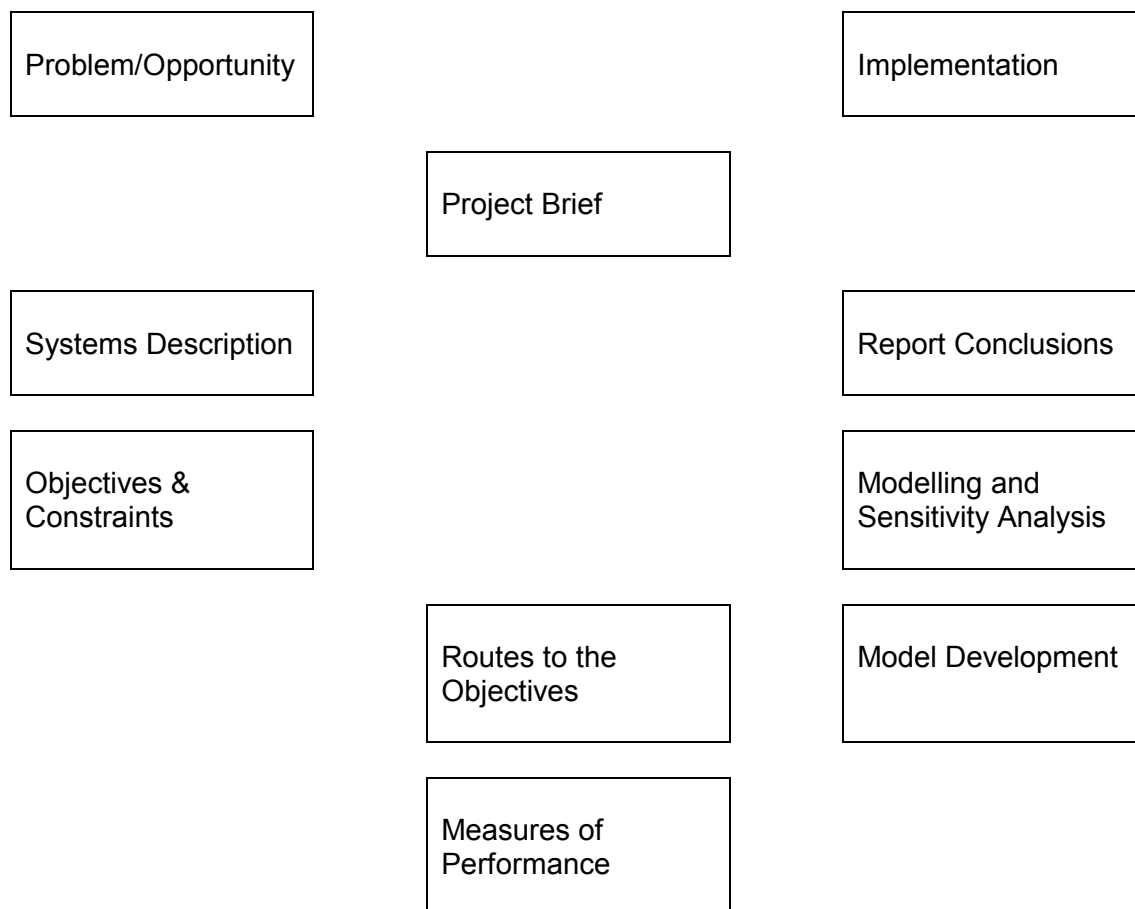 Problem/Opportunity
Implementation
Project Brief
Systems Description
Report Conclusions
Objectives &
Constraints
Modelling and
Sensitivity Analysis
Routes to the
Objectives
Model Development
Measures of
Performance